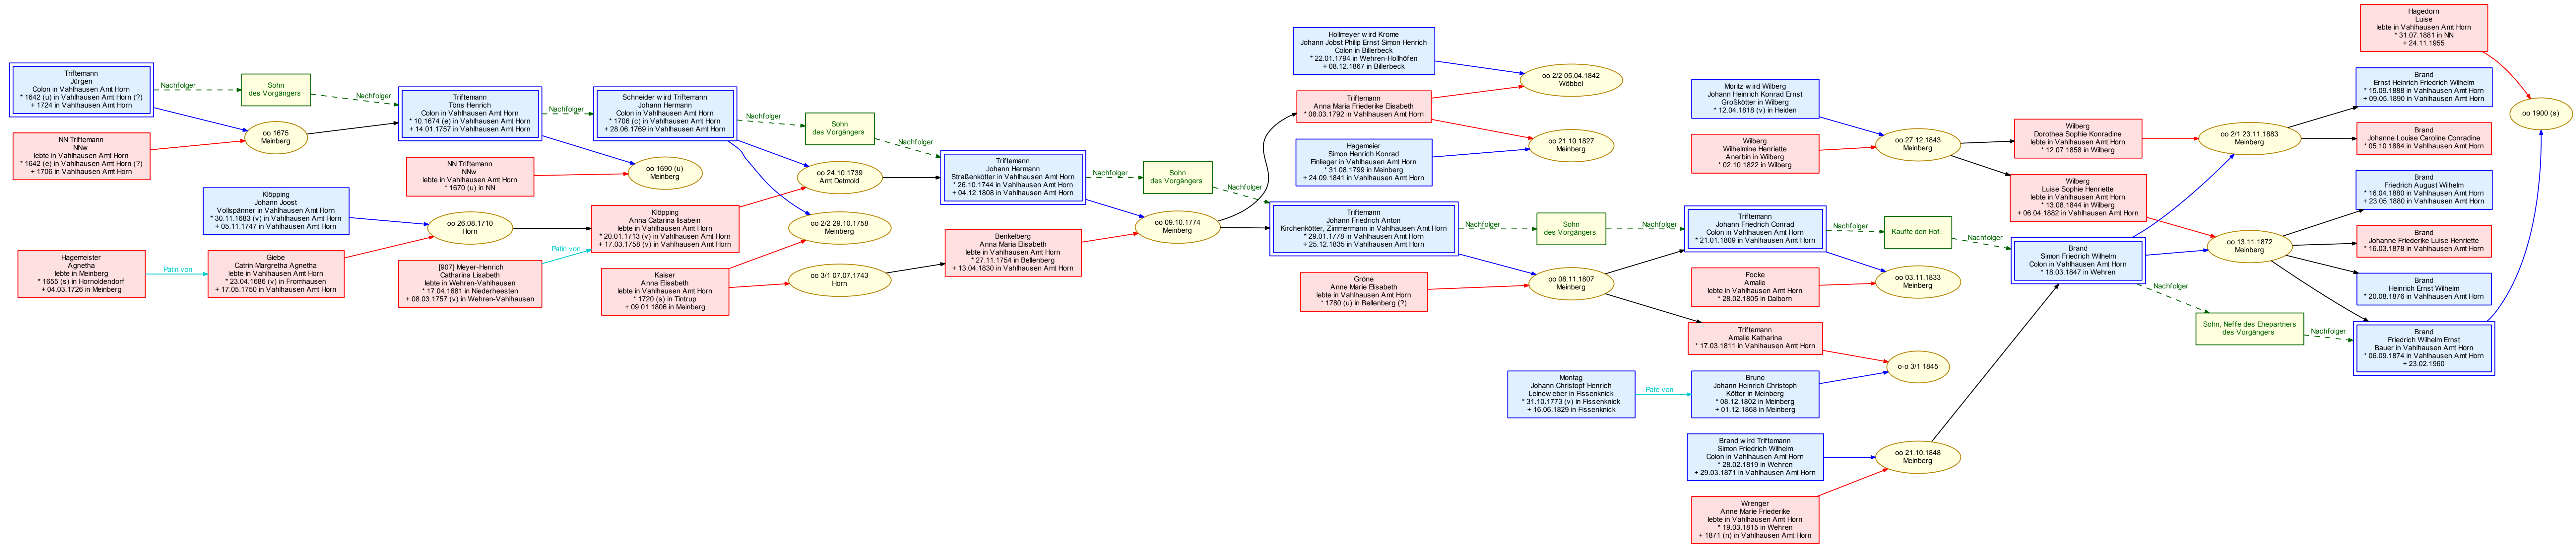 Triftemann
Jürgen
Colon in Vahlhausen Amt Horn
* 1642 (u) in Vahlhausen Amt Horn (?)
+ 1724 in Vahlhausen Amt Horn
NN Triftemann
NNw
lebte in Vahlhausen Amt Horn
* 1642 (e) in Vahlhausen Amt Horn (?)
+ 1706 in Vahlhausen Amt Horn
Hagemeister
Agnetha
lebte in Meinberg
* 1655 (s) in Hornoldendorf
+ 04.03.1726 in Meinberg
Nachfolger
Patin von
Sohn
des Vorgängers
oo 1675
Meinberg
Klöpping
Johann Joost
Vollspänner in Vahlhausen Amt Horn
* 30.11.1683 (v) in Vahlhausen Amt Horn
+ 05.11.1747 in Vahlhausen Amt Horn
Giebe
Catrin Margretha Agnetha
lebte in Vahlhausen Amt Horn
* 23.04.1686 (v) in Fromhausen
+ 17.05.1750 in Vahlhausen Amt Horn
Nachfolger
Triftemann
Töns Henrich
Colon in Vahlhausen Amt Horn
* 10.1674 (e) in Vahlhausen Amt Horn
+ 14.01.1757 in Vahlhausen Amt Horn
NN Triftemann
NNw
lebte in Vahlhausen Amt Horn
* 1670 (u) in NN
oo 26.08.1710
Horn
[907] Meyer-Henrich
Catharina Lisabeth
lebte in Wehren-Vahlhausen
* 17.04.1681 in Niederheesten
+ 08.03.1757 (v) in Wehren-Vahlhausen
Nachfolger
Patin von
Schneider wird Triftemann
Johann Hermann
Colon in Vahlhausen Amt Horn
* 1706 (c) in Vahlhausen Amt Horn
+ 28.06.1769 in Vahlhausen Amt Horn
oo 1690 (u)
Meinberg
Klöpping
Anna Catarina Ilsabein
lebte in Vahlhausen Amt Horn
* 20.01.1713 (v) in Vahlhausen Amt Horn
+ 17.03.1758 (v) in Vahlhausen Amt Horn
Kaiser
Anna Elisabeth
lebte in Vahlhausen Amt Horn
* 1720 (s) in Tintrup
+ 09.01.1806 in Meinberg
Nachfolger
Sohn
des Vorgängers
oo 24.10.1739
Amt Detmold
oo 2/2 29.10.1758
Meinberg
oo 3/1 07.07.1743
Horn
Nachfolger
Triftemann
Johann Hermann
Straßenkötter in Vahlhausen Amt Horn
* 26.10.1744 in Vahlhausen Amt Horn
+ 04.12.1808 in Vahlhausen Amt Horn
Benkelberg
Anna Maria Elisabeth
lebte in Vahlhausen Amt Horn
* 27.11.1754 in Bellenberg
+ 13.04.1830 in Vahlhausen Amt Horn
Nachfolger
Sohn
des Vorgängers
oo 09.10.1774
Meinberg
Nachfolger
Hollmeyer wird Krome
Johann Jobst Philip Ernst Simon Henrich
Colon in Billerbeck
* 22.01.1794 in Wehren-Hollhöfen
+ 08.12.1867 in Billerbeck
Triftemann
Anna Maria Friederike Elisabeth
* 08.03.1792 in Vahlhausen Amt Horn
Hagemeier
Simon Henrich Konrad
Einlieger in Vahlhausen Amt Horn
* 31.08.1799 in Meinberg
+ 24.09.1841 in Vahlhausen Amt Horn
Triftemann
Johann Friedrich Anton
Kirchenkötter, Zimmermann in Vahlhausen Amt Horn
* 29.01.1778 in Vahlhausen Amt Horn
+ 25.12.1835 in Vahlhausen Amt Horn
Gröne
Anne Marie Elisabeth
lebte in Vahlhausen Amt Horn
* 1780 (u) in Bellenberg (?)
Nachfolger
oo 2/2 05.04.1842
Wöbbel
oo 21.10.1827
Meinberg
Sohn
des Vorgängers
oo 08.11.1807
Meinberg
Montag
Johann Christopf Henrich
Leineweber in Fissenknick
* 31.10.1773 (v) in Fissenknick
+ 16.06.1829 in Fissenknick
Nachfolger
Pate von
Moritz wird Wilberg
Johann Heinrich Konrad Ernst
Großkötter in Wilberg
* 12.04.1818 (v) in Heiden
Wilberg
Wilhelmine Henriette
Anerbin in Wilberg
* 02.10.1822 in Wilberg
Triftemann
Johann Friedrich Conrad
Colon in Vahlhausen Amt Horn
* 21.01.1809 in Vahlhausen Amt Horn
Focke
Amalie
lebte in Vahlhausen Amt Horn
* 28.02.1805 in Dalborn
Triftemann
Amalie Katharina
* 17.03.1811 in Vahlhausen Amt Horn
Brune
Johann Heinrich Christoph
Kötter in Meinberg
* 08.12.1802 in Meinberg
+ 01.12.1868 in Meinberg
Brand wird Triftemann
Simon Friedrich Wilhelm
Colon in Vahlhausen Amt Horn
* 28.02.1819 in Wehren
+ 29.03.1871 in Vahlhausen Amt Horn
Wrenger
Anne Marie Friederike
lebte in Vahlhausen Amt Horn
* 19.03.1815 in Wehren
+ 1871 (n) in Vahlhausen Amt Horn
Nachfolger
oo 27.12.1843
Meinberg
Kaufte den Hof.
oo 03.11.1833
Meinberg
o-o 3/1 1845
oo 21.10.1848
Meinberg
Nachfolger
Wilberg
Dorothea Sophie Konradine
lebte in Vahlhausen Amt Horn
* 12.07.1858 in Wilberg
Wilberg
Luise Sophie Henriette
lebte in Vahlhausen Amt Horn
* 13.08.1844 in Wilberg
+ 06.04.1882 in Vahlhausen Amt Horn
Brand
Simon Friedrich Wilhelm
Colon in Vahlhausen Amt Horn
* 18.03.1847 in Wehren
Nachfolger
oo 2/1 23.11.1883
Meinberg
oo 13.11.1872
Meinberg
Sohn, Neffe des Ehepartners
des Vorgängers
Nachfolger
Hagedorn
Luise
lebte in Vahlhausen Amt Horn
* 31.07.1881 in NN
+ 24.11.1955
Brand
Ernst Heinrich Friedrich Wilhelm
* 15.09.1888 in Vahlhausen Amt Horn
+ 09.05.1890 in Vahlhausen Amt Horn
Brand
Johanne Louise Caroline Conradine
* 05.10.1884 in Vahlhausen Amt Horn
Brand
Friedrich August Wilhelm
* 16.04.1880 in Vahlhausen Amt Horn
+ 23.05.1880 in Vahlhausen Amt Horn
Brand
Johanne Friederike Luise Henriette
* 16.03.1878 in Vahlhausen Amt Horn
Brand
Heinrich Ernst Wilhelm
* 20.08.1876 in Vahlhausen Amt Horn
Brand
Friedrich Wilhelm Ernst
Bauer in Vahlhausen Amt Horn
* 06.09.1874 in Vahlhausen Amt Horn
+ 23.02.1960
oo 1900 (s)